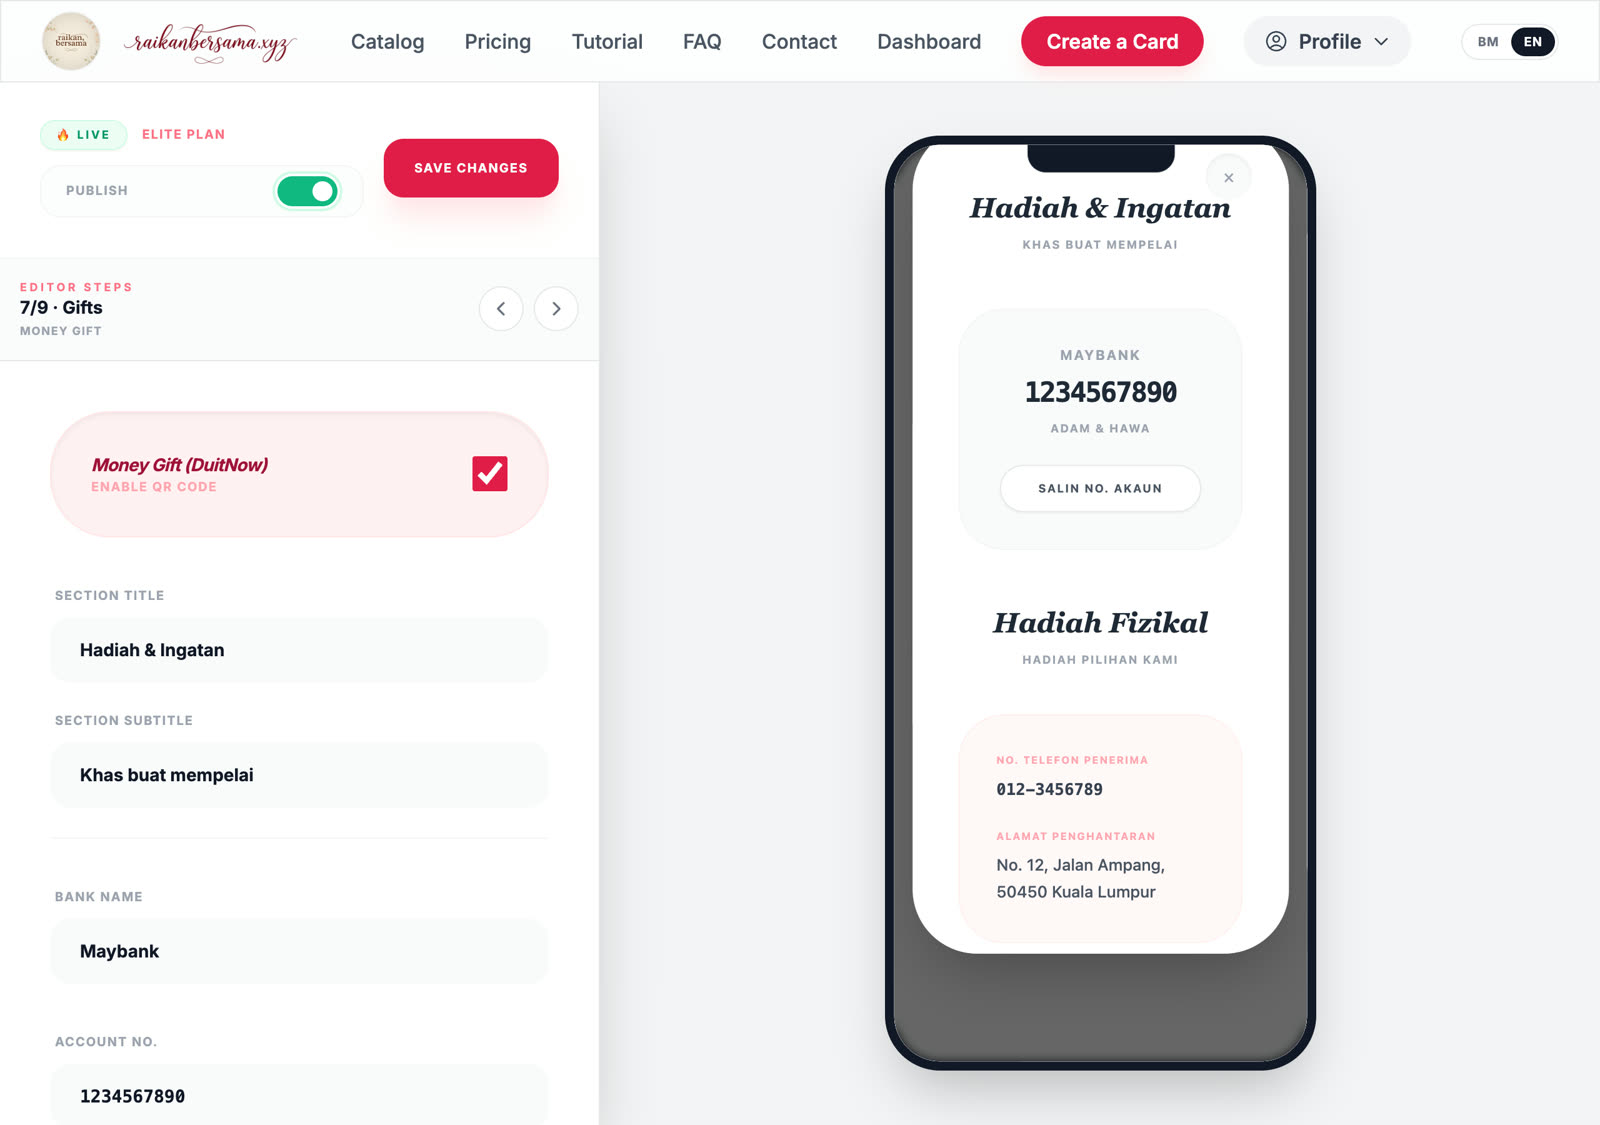 raikan bersama
raikanbersama.xyz
Catalog
Pricing
Tutorial
FAQ
Contact
Dashboard
Create a Card
Profile
BM
EN
🔥 LIVE
ELITE PLAN
PUBLISH
SAVE CHANGES
EDITOR STEPS
7/9 · Gifts
MONEY GIFT
Money Gift (DuitNow)
ENABLE QR CODE
SECTION TITLE
Hadiah & Ingatan
SECTION SUBTITLE
Khas buat mempelai
BANK NAME
Maybank
ACCOUNT NO.
1234567890
×
Hadiah & Ingatan
KHAS BUAT MEMPELAI
MAYBANK
1234567890
ADAM & HAWA
SALIN NO. AKAUN
Hadiah Fizikal
HADIAH PILIHAN KAMI
NO. TELEFON PENERIMA
012-3456789
ALAMAT PENGHANTARAN
No. 12, Jalan Ampang,
50450 Kuala Lumpur